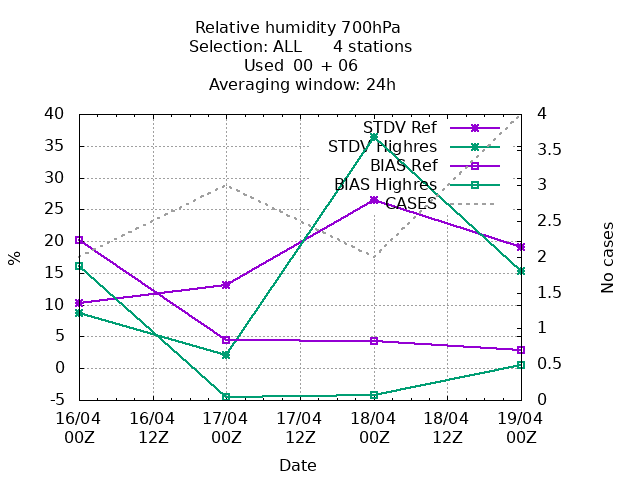 Relative humidity 700hPa
Selection: ALL 4 stations
Used 00 + 06
Averaging window: 24h
40
35
30
25
20
15
10
5
0
-5
%
4
3.5
3
2.5
2
1.5
1
0.5
0
No cases
STDV Ref
STDV Highres
BIAS Ref
BIAS Highres
CASES
16/04 16/04 17/04 17/04 18/04 18/04 19/04
00Z 12Z 00Z 12Z 00Z 12Z 00Z
Date